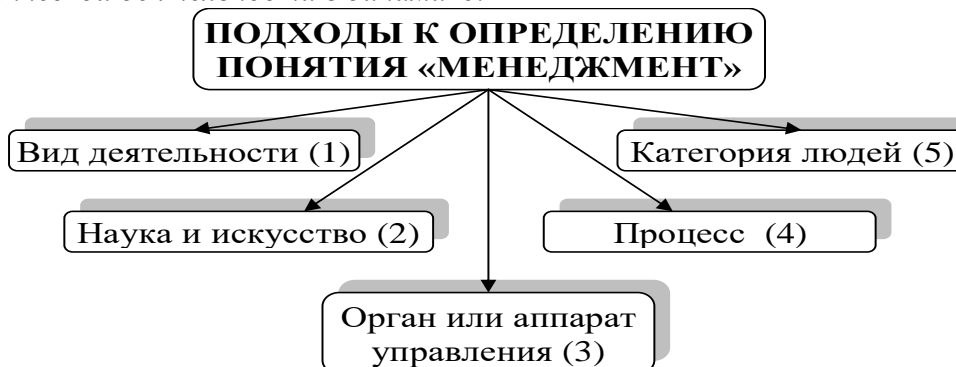 ПОДХОДЫ К ОПРЕДЕЛЕНИЮ
ПОНЯТИЯ «МЕНЕДЖМЕНТ»
Вид деятельности (1)
Категория людей (5)
Наука и искусство (2)
Процесс (4)
Орган или аппарат
управления (3)